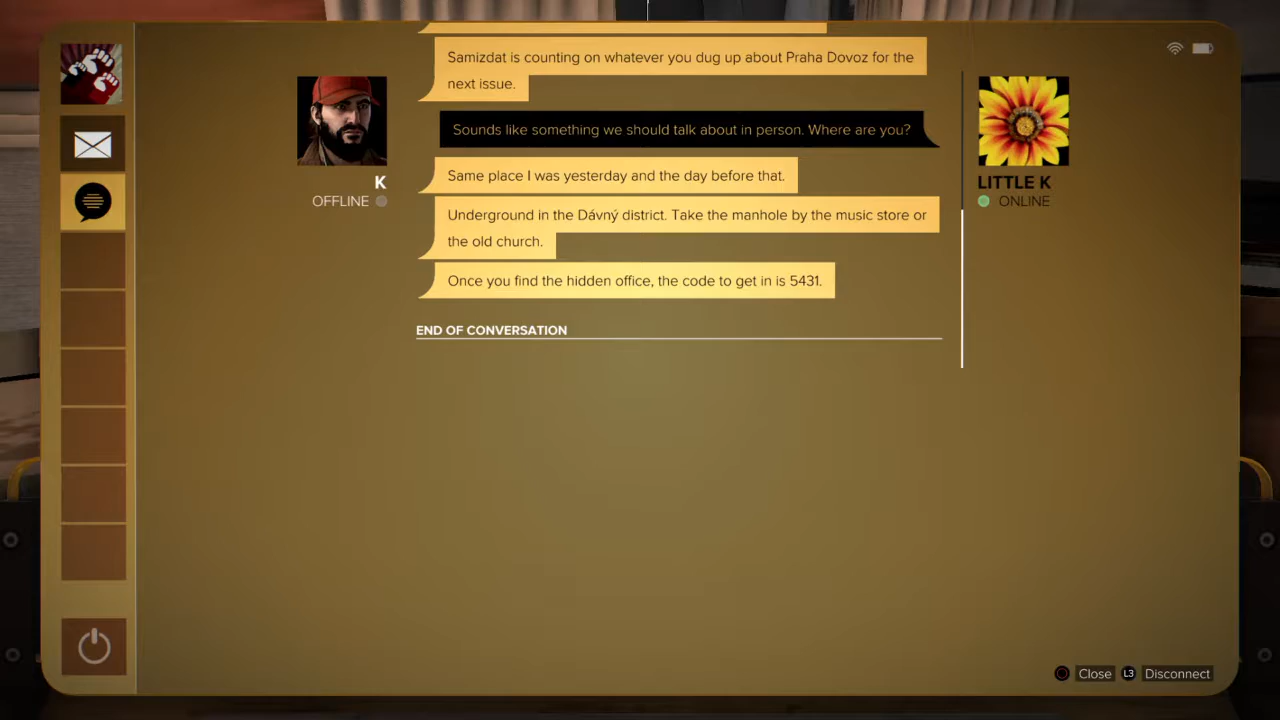 Samizdat is counting on whatever you dug up about Praha Dovoz for the
next issue.
Sounds like something we should talk about in person. Where are you?
K
OFFLINE
Same place I was yesterday and the day before that.
LITTLE K
ONLINE
Underground in the Dávný district. Take the manhole by the music store or
the old church.
Once you find the hidden office, the code to get in is 5431.
END OF CONVERSATION
Close L3 Disconnect